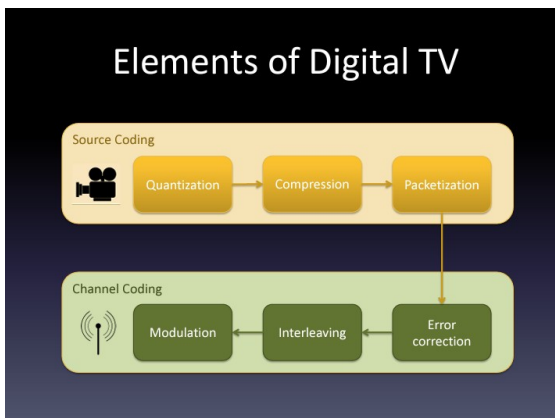 Elements of Digital TV
Source Coding
Quantization
Compression
Packetization
Channel Coding
Modulation
Interleaving
Error
correction